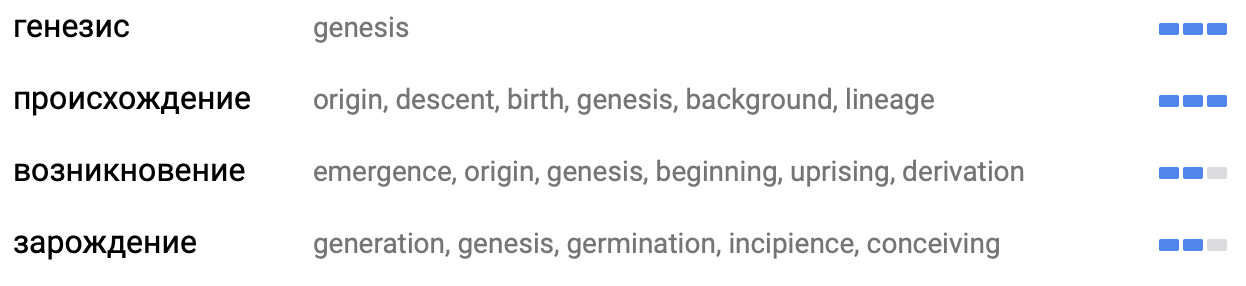 генезис genesis
происхождение origin, descent, birth, genesis, background, lineage
возникновение emergence, origin, genesis, beginning, uprising, derivation
зарождение generation, genesis, germination, incipience, conceiving